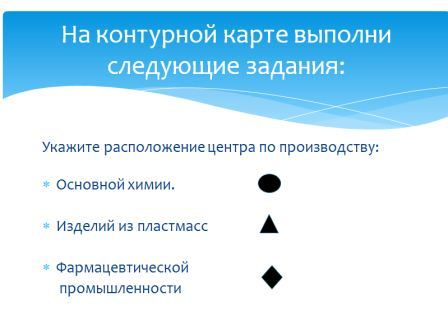 На контурной карте выполни
следующие задания:
Укажите расположение центра по производству:
Основной химии.
Изделий из пластмасс
Фармацевтической
промышленности